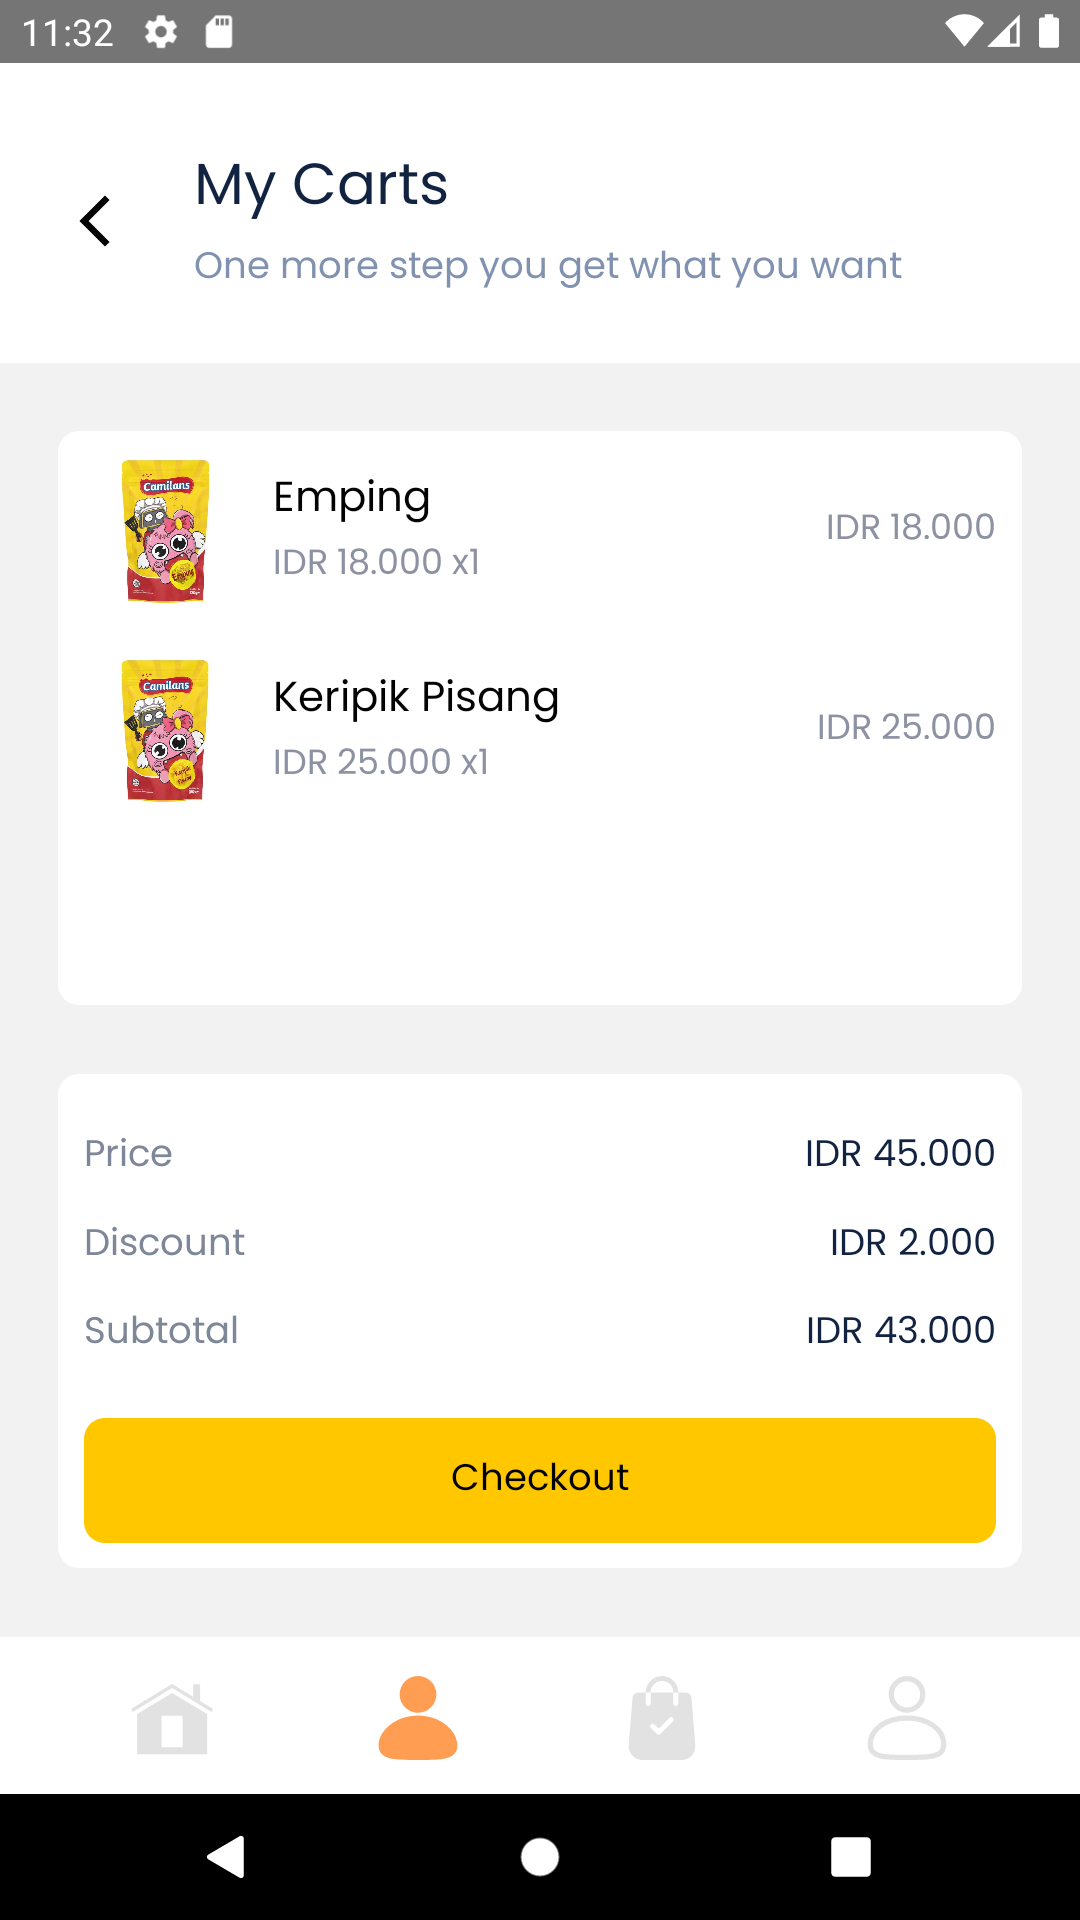 11:32
My Carts
One more step you get what you want
Camilans
Emping
Emping
IDR 18.000 x1
IDR 18.000
Camilans
Keripik Pisang
IDR 25.000 x1
IDR 25.000
Price
IDR 45.000
Discount
IDR 2.000
Subtotal
IDR 43.000
Checkout